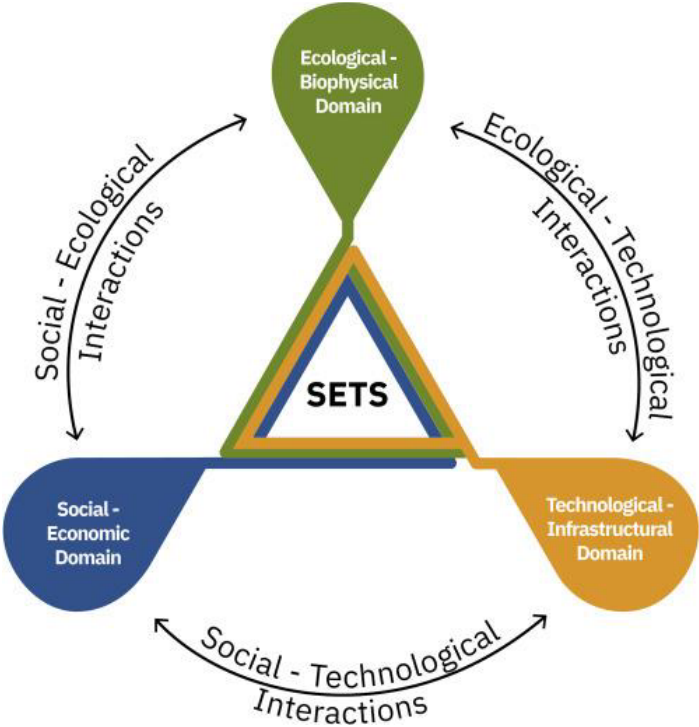 Ecological -
Biophysical
Domain
Social - Ecological
Interactions
Ecological - Technological
Interactions
SETS
Social -
Economic
Domain
Technological -
Infrastructural
Domain
Social - Technological
Interactions